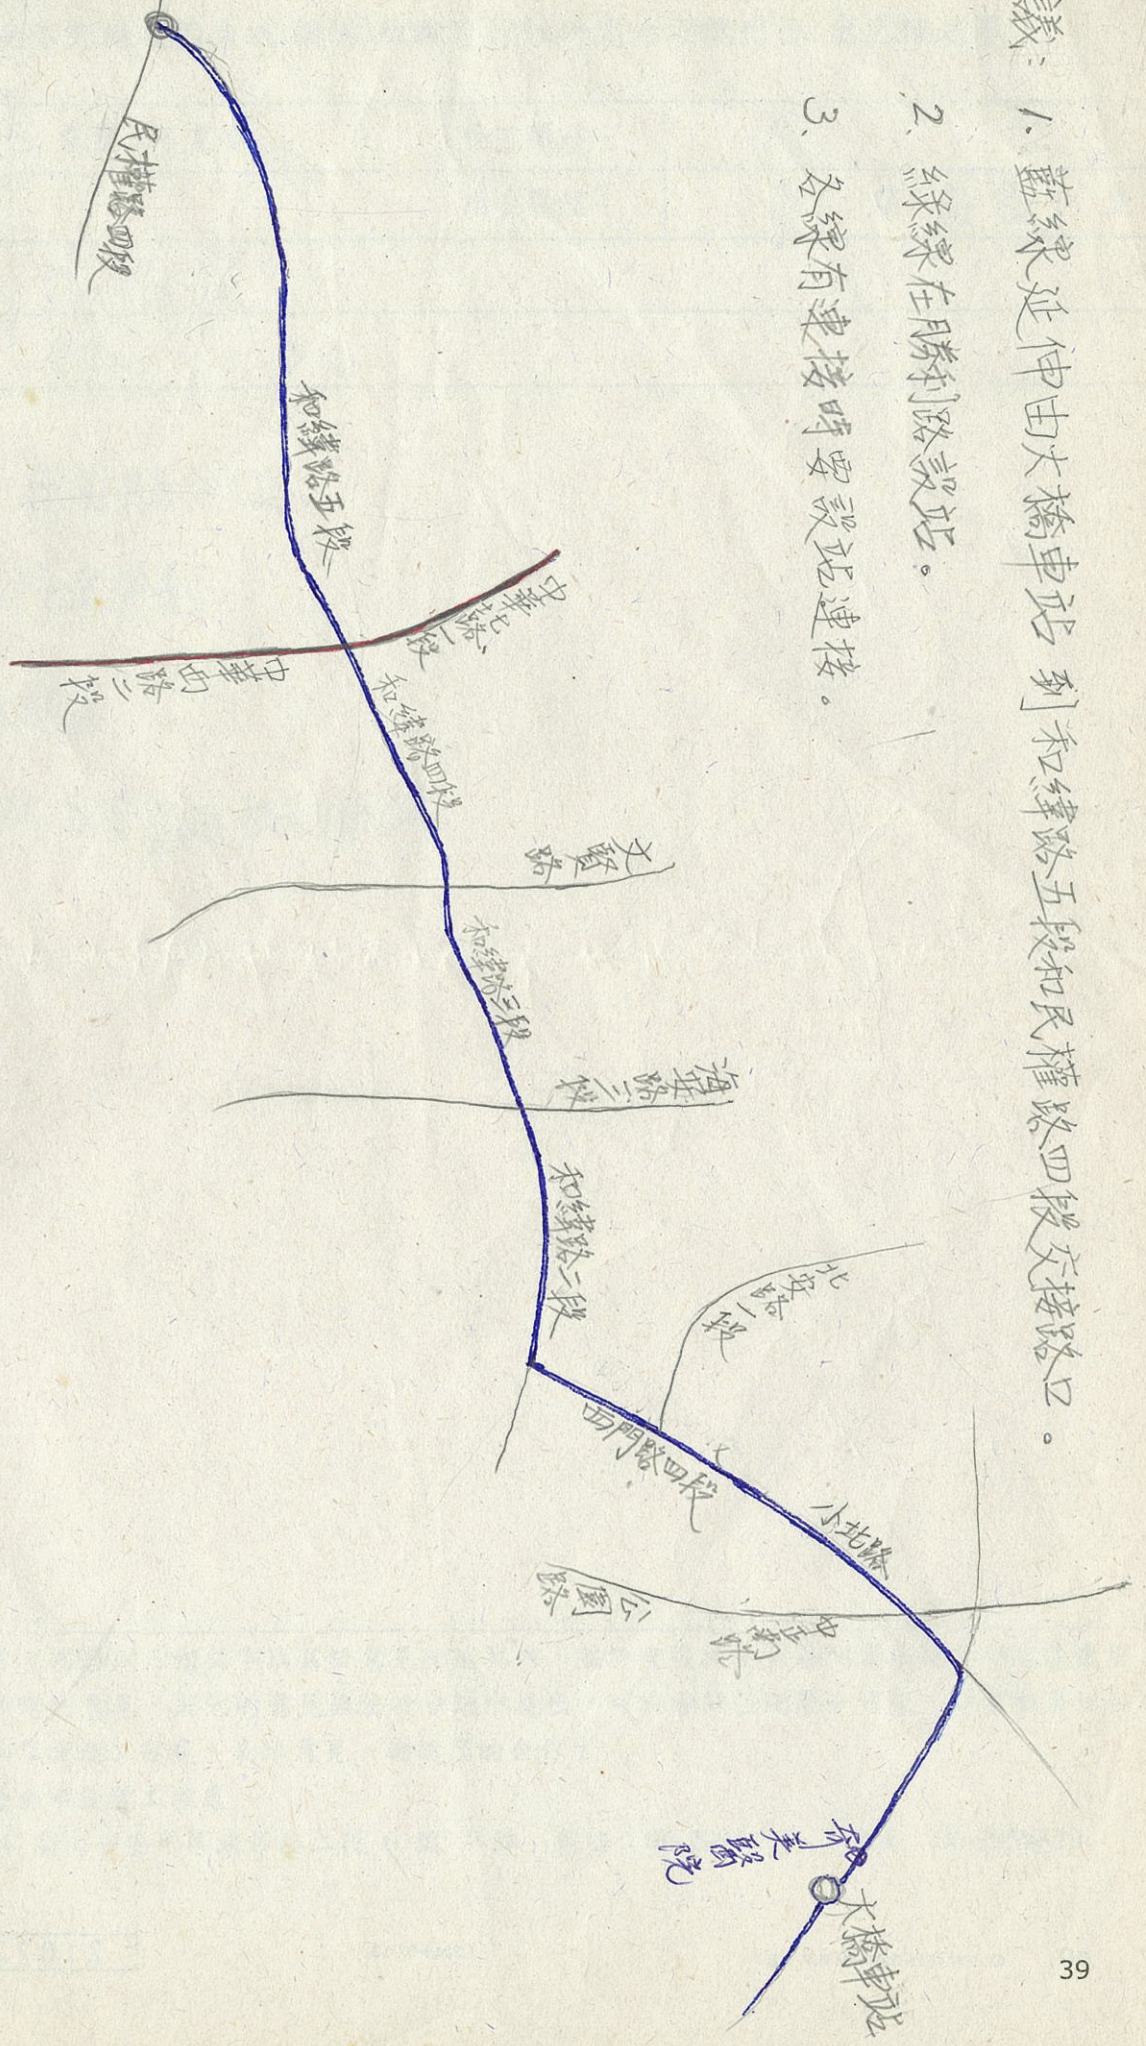 議：1. 藍線延伸由大橋車站到和緯路五段和民權路四段交接路口。
2. 綠線在勝利路設站。
3. 各線有連接時要設站連接。
民權路四段
和緯路五段
中華北路一段
中華西路二段
和緯路四段
文賢路
和緯路三段
海安路三段
和緯路二段
北安路一段
西門路四段
小北路
公園路
中正南路
奇美醫院
大橋車站
39